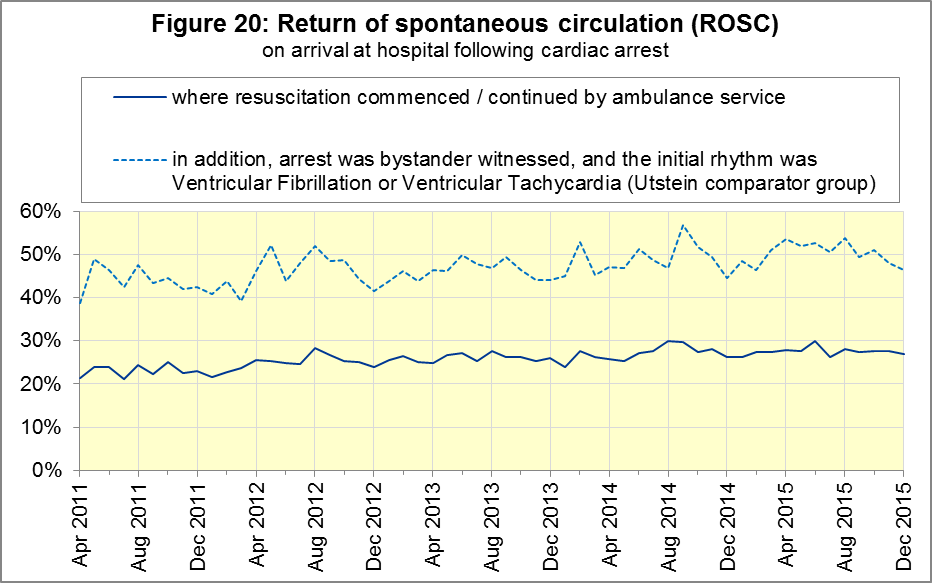 Figure 20: Return of spontaneous circulation (ROSC)
on arrival at hospital following cardiac arrest
where resuscitation commenced / continued by ambulance service
in addition, arrest was bystander witnessed, and the initial rhythm was
Ventricular Fibrillation or Ventricular Tachycardia (Utstein comparator group)
60%
50%
40%
30%
20%
10%
0%
Apr 2011
Aug 2011
Dec 2011
Apr 2012
Aug 2012
Dec 2012
Apr 2013
Aug 2013
Dec 2013
Apr 2014
Aug 2014
Dec 2014
Apr 2015
Aug 2015
Dec 2015